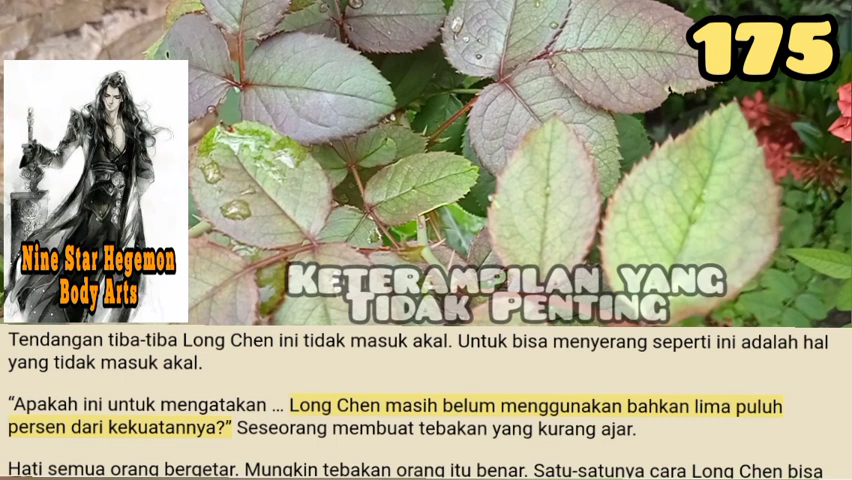 175
Nine Star Hegemon
Body Arts
Keterampilan yang
Tidak Penting
Tendangan tiba-tiba Long Chen ini tidak masuk akal. Untuk bisa menyerang seperti ini adalah hal
yang tidak masuk akal.
“Apakah ini untuk mengatakan ... Long Chen masih belum menggunakan bahkan lima puluh
persen dari kekuatannya?” Seseorang membuat tebakan yang kurang ajar.
Hati semua orang bergetar. Mungkin tebakan orang itu benar. Satu-satunya cara Long Chen bisa